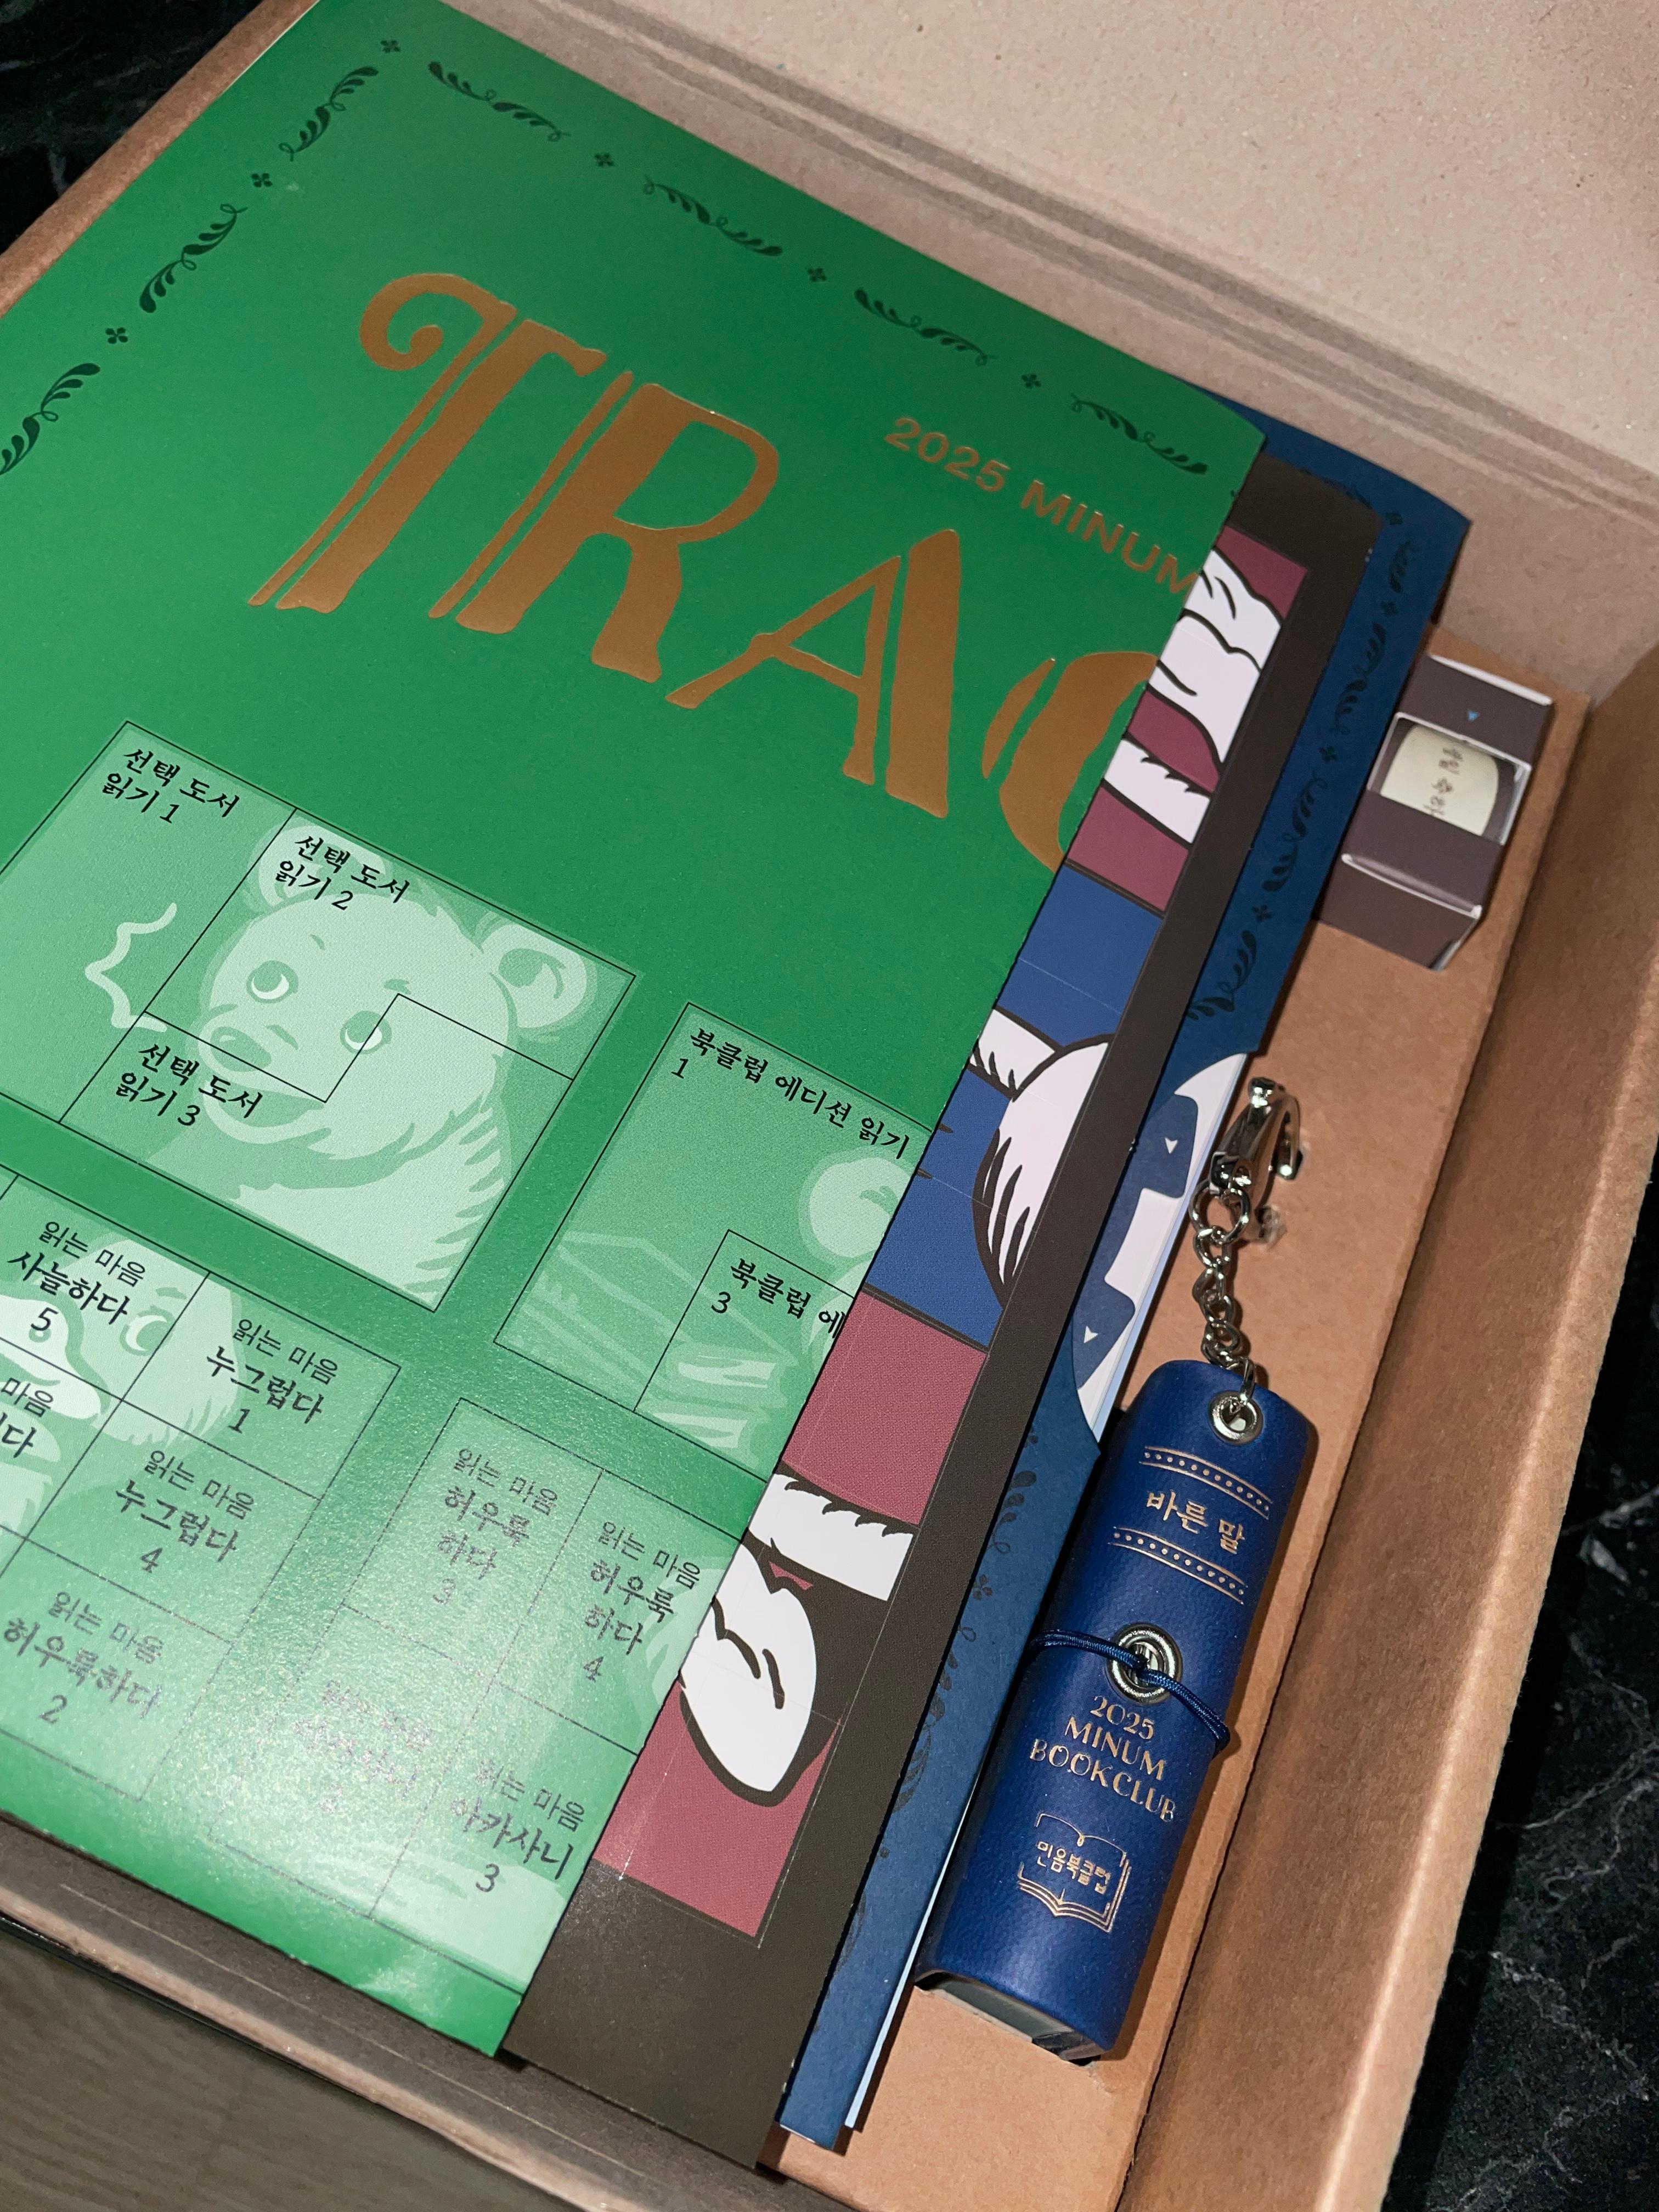 2025 MINUM
TRAC
선택 도서
읽기 1
선택 도서
읽기 2
선택 도서
읽기 3
북클럽 에디션 읽기
1
북클럽 에
3
읽는 마음
사늘하다
5
읽는 마음
누그럽다
1
마음
다
읽는 마음
누그럽다
4
읽는 마음
허우룩하다
2
읽는 마음
허우룩
하다
3
읽는 마음
허우룩
하다
4
읽는 마음
아카사니
3
바른 말
2025
MINUM
BOOKCLUB
민음북클럽